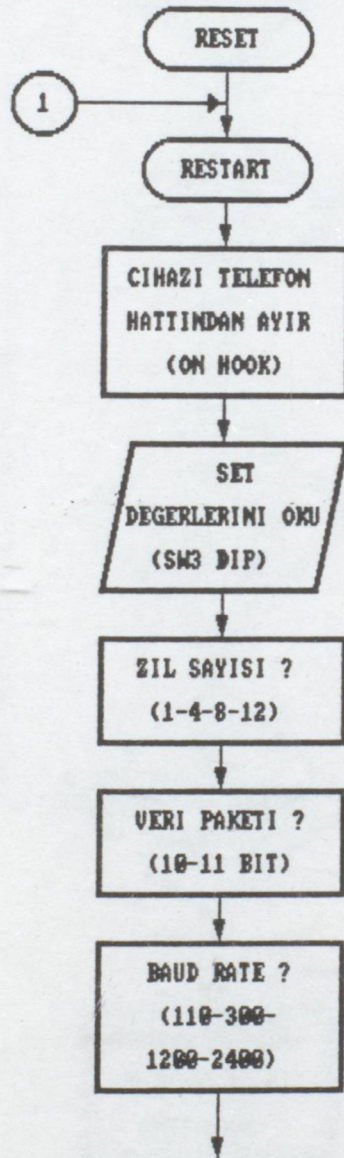 RESET
1
RESTART
CIHAZI TELEFON
HATTINDAN AYIR
(ON HOOK)
SET
DEGERLERINI OKU
(SW3 DIP)
ZIL SAYISI ?
(1-4-8-12)
VERI PAKETI ?
(10-11 BIT)
BAUD RATE ?
(110-300-
1200-2400)